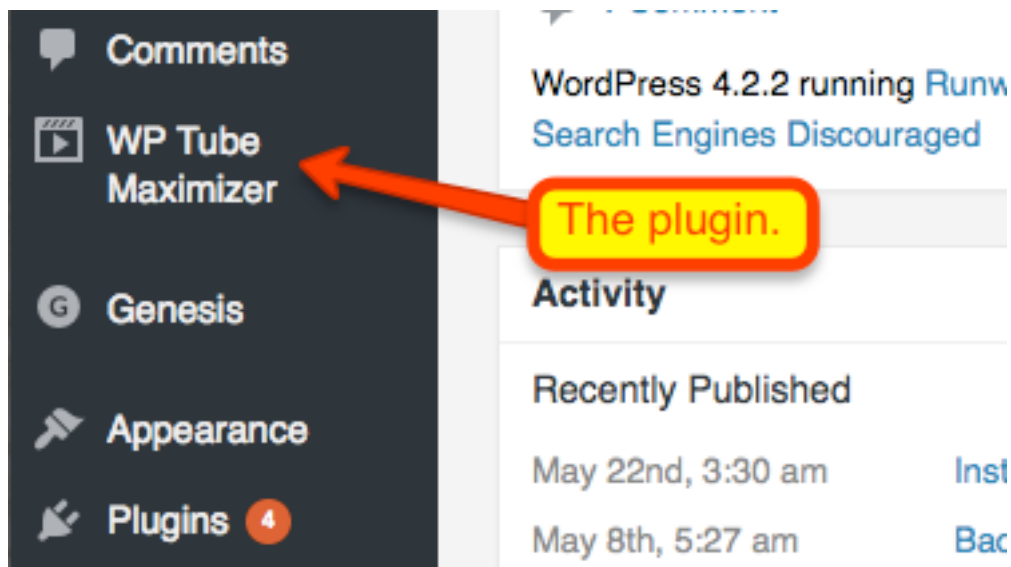 Comments
WP Tube
Maximizer
Genesis
Appearance
Plugins 4
WordPress 4.2.2 running
Search Engines Discouraged
The plugin.
Activity
Recently Published
May 22nd, 3:30 am
May 8th, 5:27 am